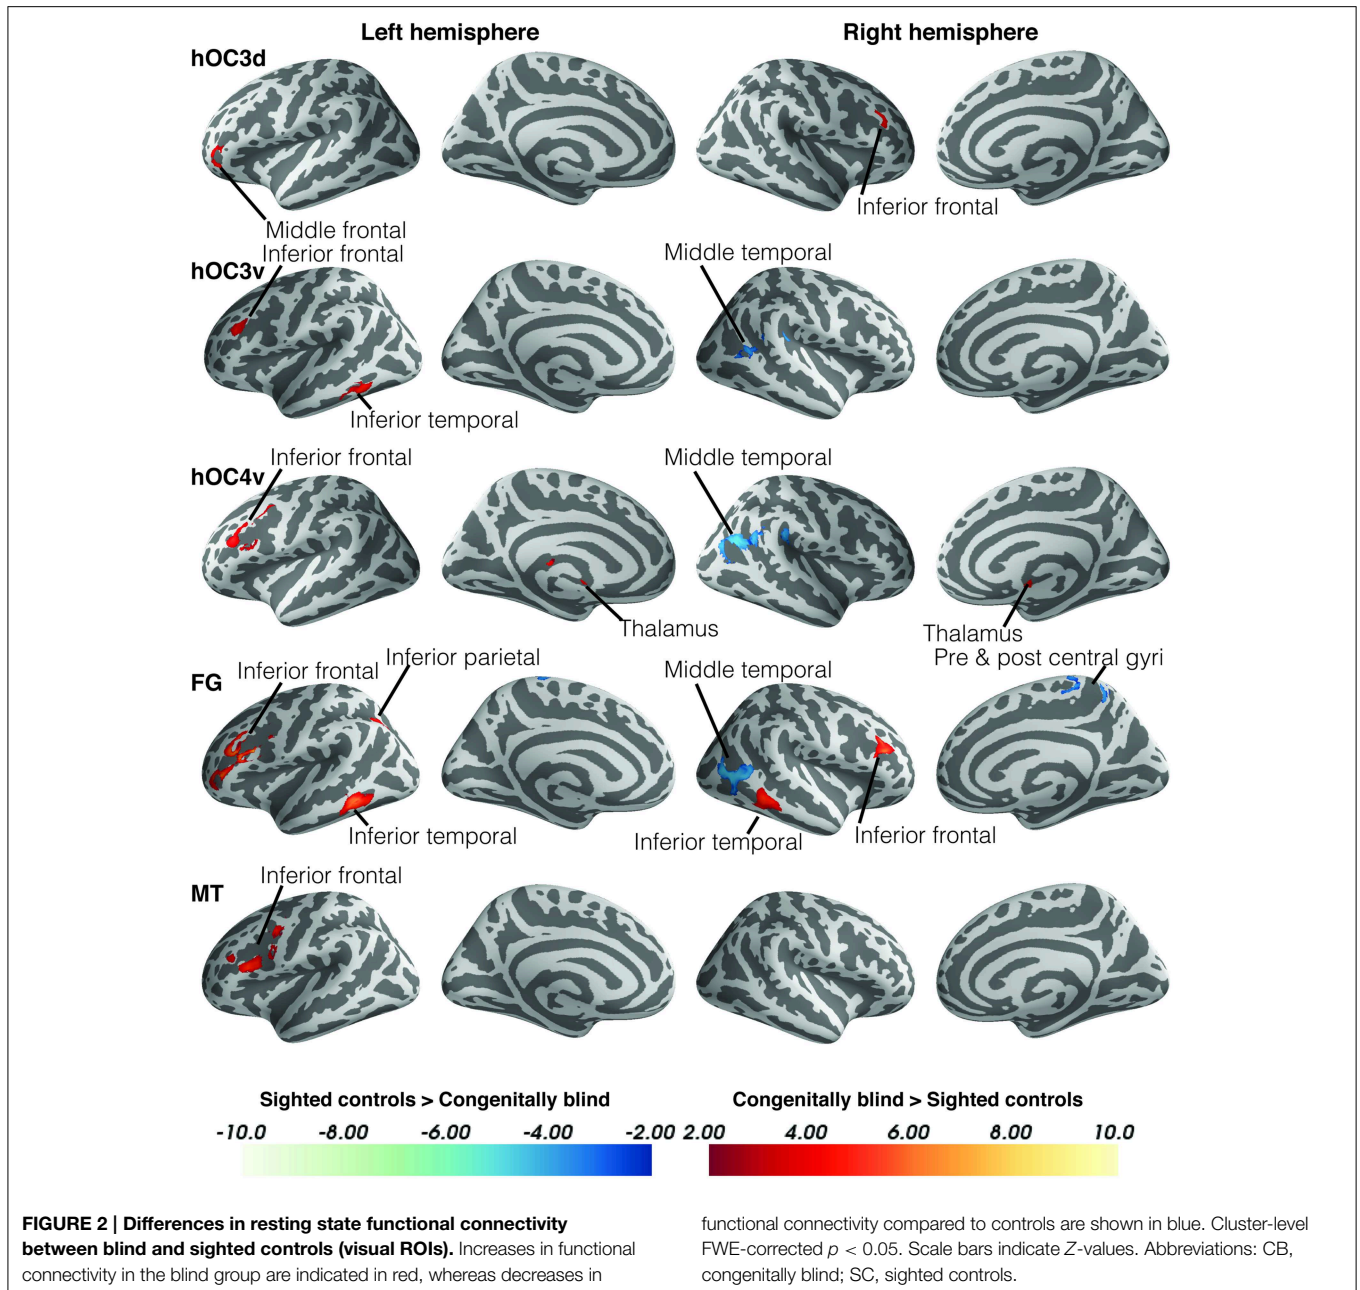 Left hemisphere
Right hemisphere
hOC3d
Middle frontal
Inferior frontal
hOC3v
Inferior frontal
Inferior temporal
Middle temporal
hOC4v
Inferior frontal
Thalamus
Middle temporal
Thalamus
FG
Inferior frontal
Inferior parietal
Inferior temporal
Middle temporal
Inferior temporal
Inferior frontal
Pre & post central gyri
MT
Inferior frontal
Sighted controls > Congenitally blind
Congenitally blind > Sighted controls
-10.0 -8.00 -6.00 -4.00 -2.00
2.00 4.00 6.00 8.00 10.0
FIGURE 2 | Differences in resting state functional connectivity
between blind and sighted controls (visual ROIs). Increases in functional
connectivity in the blind group are indicated in red, whereas decreases in
functional connectivity compared to controls are shown in blue. Cluster-level
FWE-corrected p < 0.05. Scale bars indicate Z-values. Abbreviations: CB,
congenitally blind; SC, sighted controls.